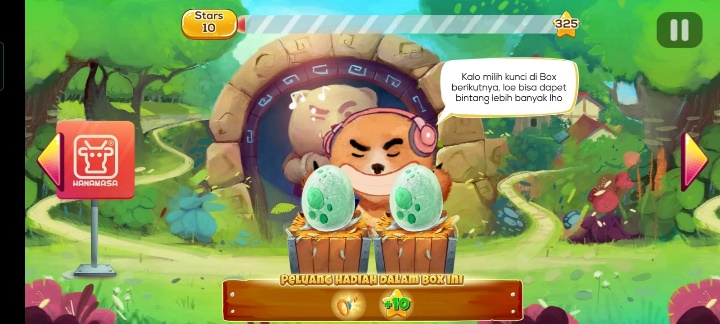 Stars
10
325
Kalo milih kunci di Box
berikutnya, loe bisa dapet
bintang lebih banyak lho
HANAMASA
PELUANG HADIAH DALAM BOX INI
+10